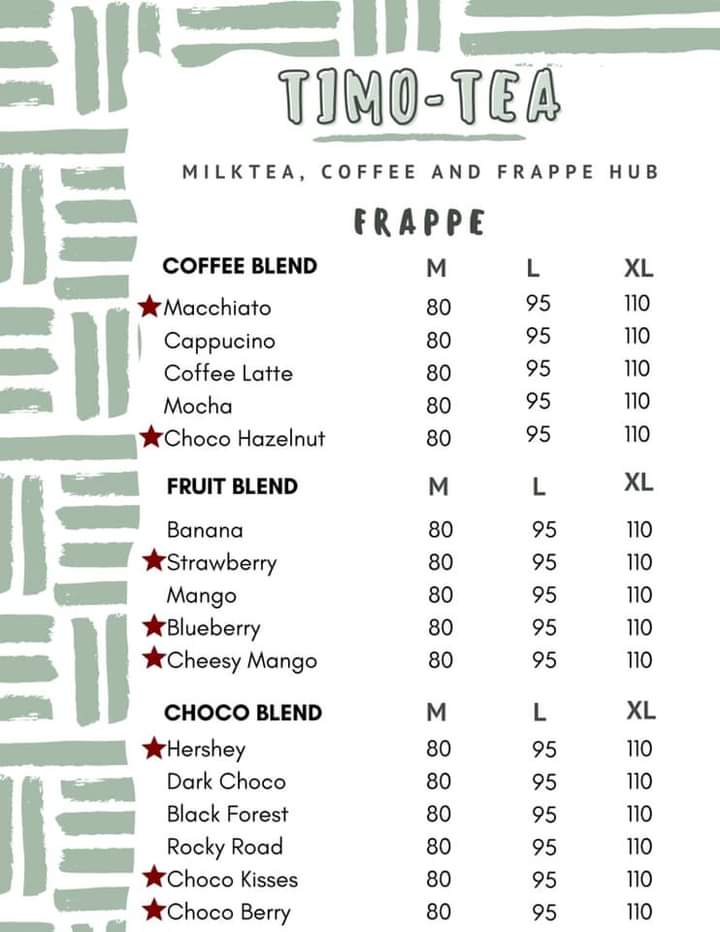 TIMO-TEA
MILKTEA, COFFEE AND FRAPPE HUB
FRAPPE
COFFEE BLEND M L XL
Macchiato 80 95 110
Cappucino 80 95 110
Coffee Latte 80 95 110
Mocha 80 95 110
Choco Hazelnut 80 95 110
FRUIT BLEND M L XL
Banana 80 95 110
Strawberry 80 95 110
Mango 80 95 110
Blueberry 80 95 110
Cheesy Mango 80 95 110
CHOCO BLEND M L XL
Hershey 80 95 110
Dark Choco 80 95 110
Black Forest 80 95 110
Rocky Road 80 95 110
Choco Kisses 80 95 110
Choco Berry 80 95 110